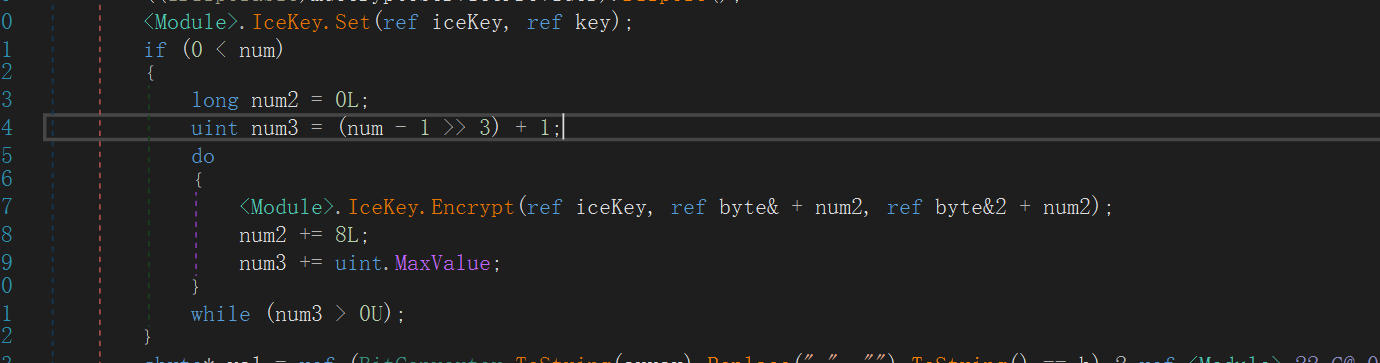 0 <Module>.IceKey.Set(ref iceKey, ref key);
1 if (0 < num)
2 {
3 long num2 = 0L;
4 uint num3 = (num - 1 >> 3) + 1;
5 do
6 {
7 <Module>.IceKey.Encrypt(ref iceKey, ref byte& + num2, ref byte&2 + num2);
8 num2 += 8L;
9 num3 += uint.MaxValue;
0 }
1 while (num3 > 0U);
2 }